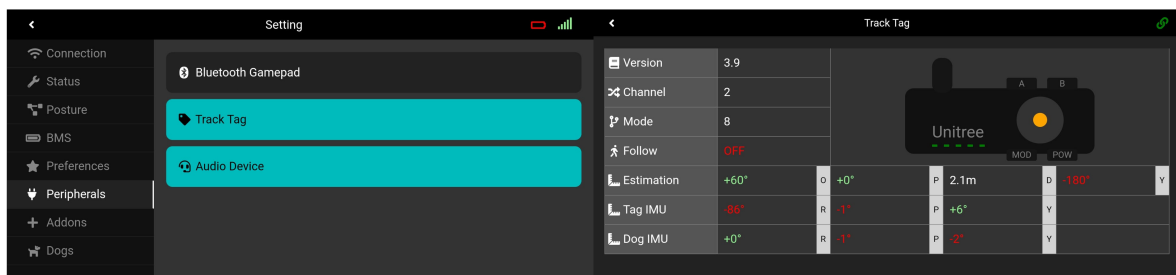 Setting
Connection
Status
Posture
BMS
Preferences
Peripherals
Addons
Dogs
Bluetooth Gamepad
Track Tag
Audio Device
Track Tag
Version 3.9
Channel 2
Mode 8
Follow OFF
A B
Unitree
MOD POW
Estimation +60° O +0° P 2.1m D -180° Y
Tag IMU -86° R -1° P +6° Y
Dog IMU +0° R -1° P -2° Y